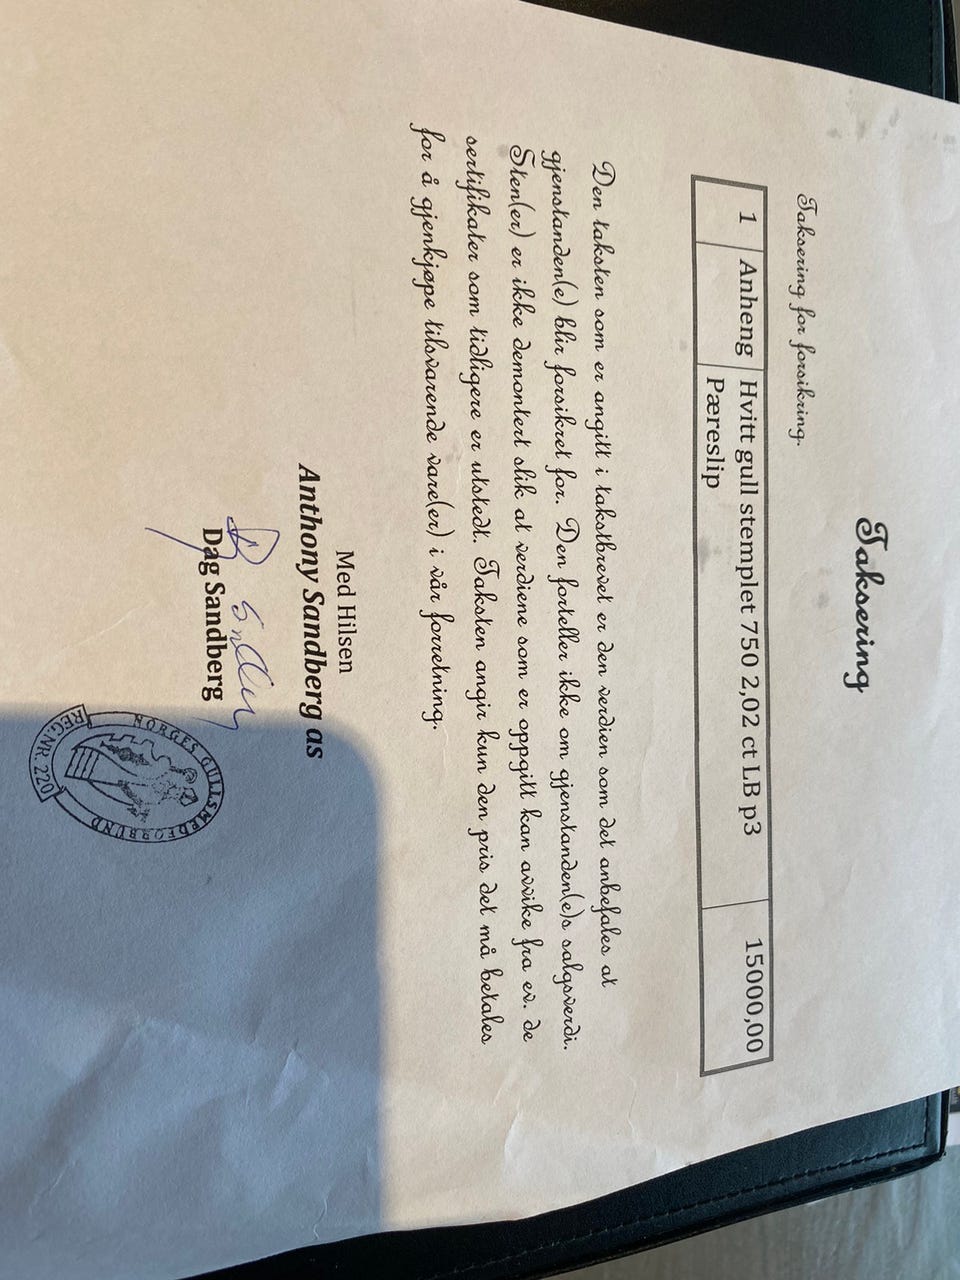 Taksering
Taksering for forsikring.
1 Anheng Hvitt gull stemplet 750 2,02 ct LB p3 15000,00
Pæreslip
Den taksten som er angitt i takstbrevet er den verdien som det anbefales at
gjenstanden(e) blir forsikret for. Den forteller ikke om gjenstanden(e)s salgsverdi.
Sten(er) er ikke demontert slik at verdiene som er oppgitt kan avvike fra ev. de
sertifikater som tidligere er utstedt. Taksten angir kun den pris det må betales
for å gjenkjøpe tilsvarende vare(er) i vår forretning.
Med Hilsen
Anthony Sandberg as
Dag Sandberg
NORGES GULLSMEDFORBUND
REG.NR. 220